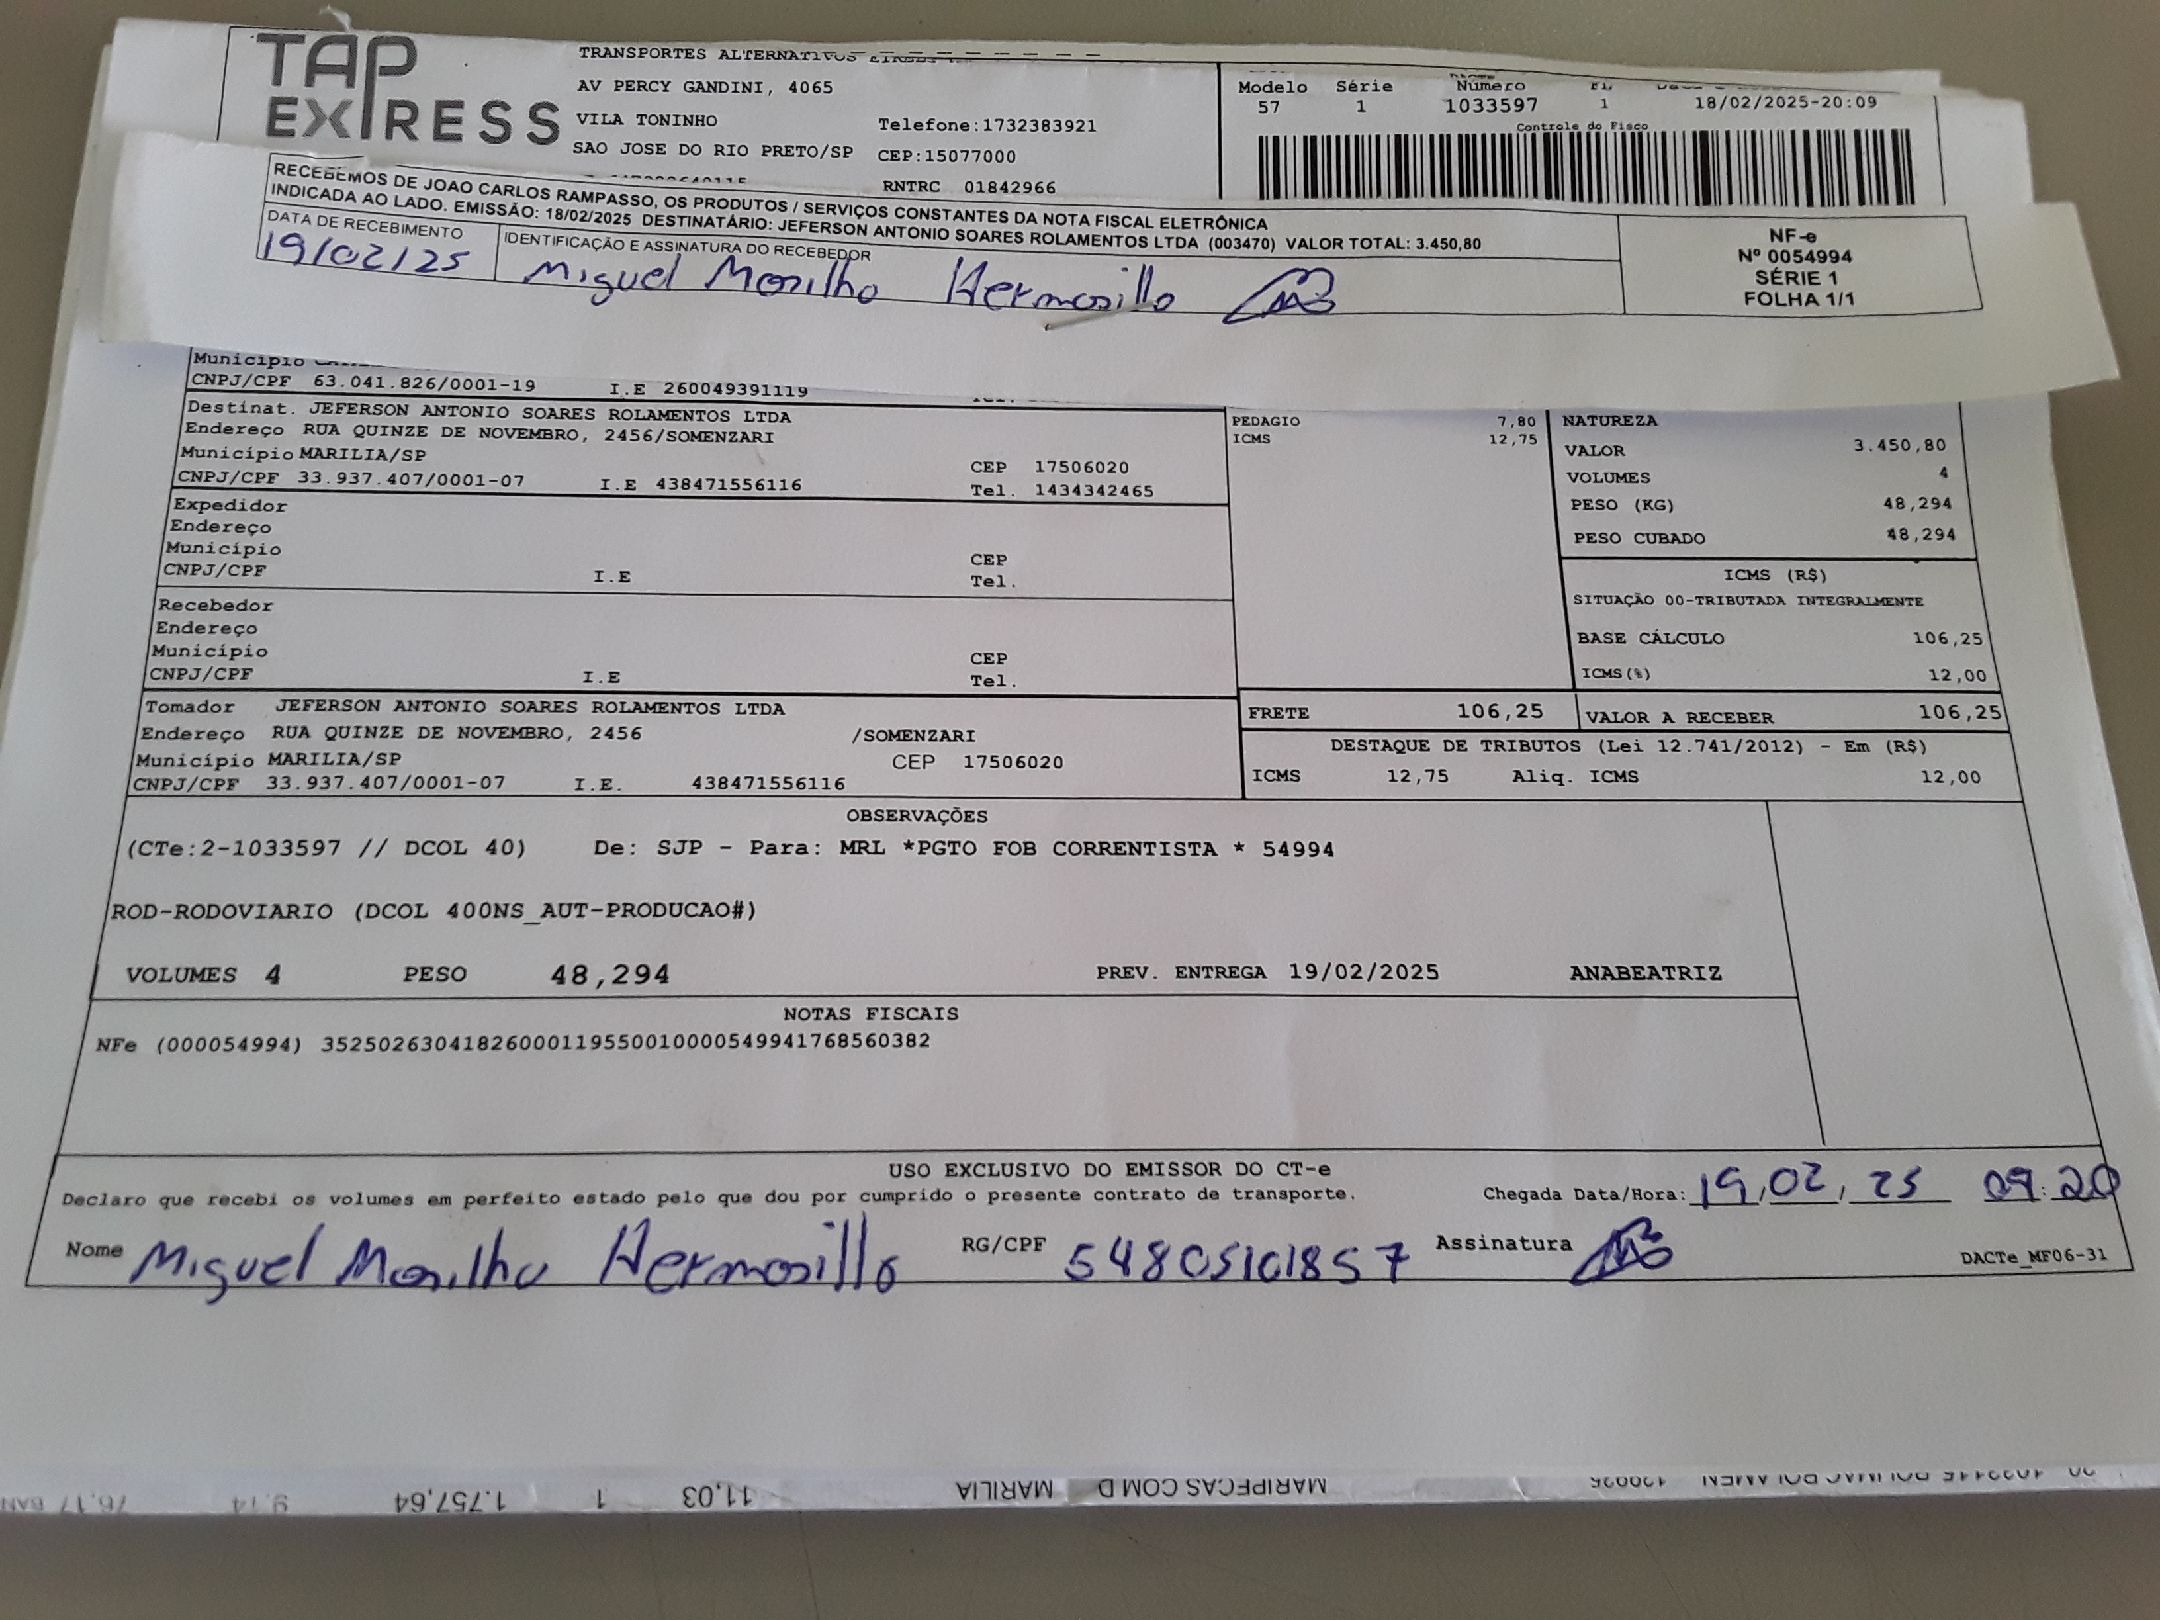 TAP EXPRESS
TRANSPORTES ALTERNATIVOS
AV PERCY GANDINI, 4065
VILA TONINHO Telefone:1732383921
SAO JOSE DO RIO PRETO/SP CEP:15077000
RNTRC 01842966
Modelo Série Número
57 1 1033597 1 18/02/2025-20:09
Controle do Fisco
RECEBEMOS DE JOAO CARLOS RAMPASSO, OS PRODUTOS / SERVIÇOS CONSTANTES DA NOTA FISCAL ELETRÔNICA
INDICADA AO LADO. EMISSÃO: 18/02/2025 DESTINATÁRIO: JEFERSON ANTONIO SOARES ROLAMENTOS LTDA (003470) VALOR TOTAL: 3.450,80
DATA DE RECEBIMENTO IDENTIFICAÇÃO E ASSINATURA DO RECEBEDOR
19/02/25 Miguel Hermosillo
NF-e
Nº 0054994
SÉRIE 1
FOLHA 1/1
Município
CNPJ/CPF 63.041.826/0001-19 I.E 260049391119
Destinat. JEFERSON ANTONIO SOARES ROLAMENTOS LTDA
Endereço RUA QUINZE DE NOVEMBRO, 2456/SOMENZARI
Município MARILIA/SP CEP 17506020
CNPJ/CPF 33.937.407/0001-07 I.E 438471556116 Tel. 1434342465
Expedidor
Endereço
Município CEP
CNPJ/CPF I.E Tel.
Recebedor
Endereço
Município CEP
CNPJ/CPF I.E Tel.
Tomador JEFERSON ANTONIO SOARES ROLAMENTOS LTDA
Endereço RUA QUINZE DE NOVEMBRO, 2456 /SOMENZARI
Município MARILIA/SP CEP 17506020
CNPJ/CPF 33.937.407/0001-07 I.E. 438471556116
PEDAGIO 7,80
ICMS 12,75
NATUREZA
VALOR 3.450,80
VOLUMES 4
PESO (KG) 48,294
PESO CUBADO 48,294
ICMS (R$)
SITUAÇÃO 00-TRIBUTADA INTEGRALMENTE
BASE CÁLCULO 106,25
ICMS(%) 12,00
FRETE 106,25 VALOR A RECEBER 106,25
DESTAQUE DE TRIBUTOS (Lei 12.741/2012) - Em (R$)
ICMS 12,75 Aliq. ICMS 12,00
OBSERVAÇÕES
(CTe:2-1033597 // DCOL 40) De: SJP - Para: MRL *PGTO FOB CORRENTISTA * 54994
ROD-RODOVIARIO (DCOL 400NS_AUT-PRODUCAO#)
VOLUMES 4 PESO 48,294 PREV. ENTREGA 19/02/2025 ANABEATRIZ
NOTAS FISCAIS
NFe (000054994) 35250263041826000119550010000549941768560382
USO EXCLUSIVO DO EMISSOR DO CT-e
Declaro que recebi os volumes em perfeito estado pelo que dou por cumprido o presente contrato de transporte. Chegada Data/Hora: 19/02/25 09:20
Nome Miguel Hermosillo RG/CPF 54805101857 Assinatura DACTe_MF06-31
11,03 1 1.757,64 9,14
MARIPECAS COM D MARILIA